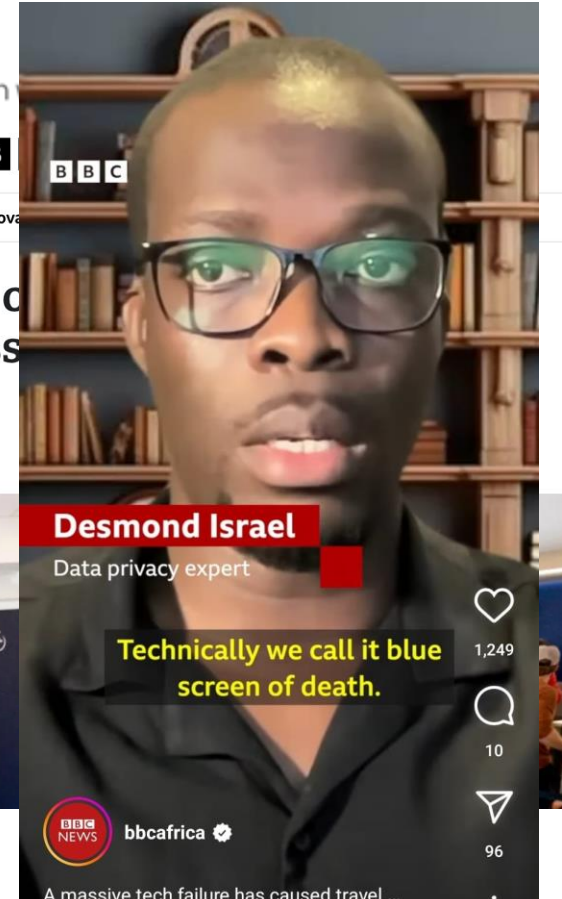 BBC
ova
Desmond Israel
Data privacy expert
Technically we call it blue
screen of death.
1,249
10
96
BBC
NEWS
bbcafrica
A massive tech failure has caused travel